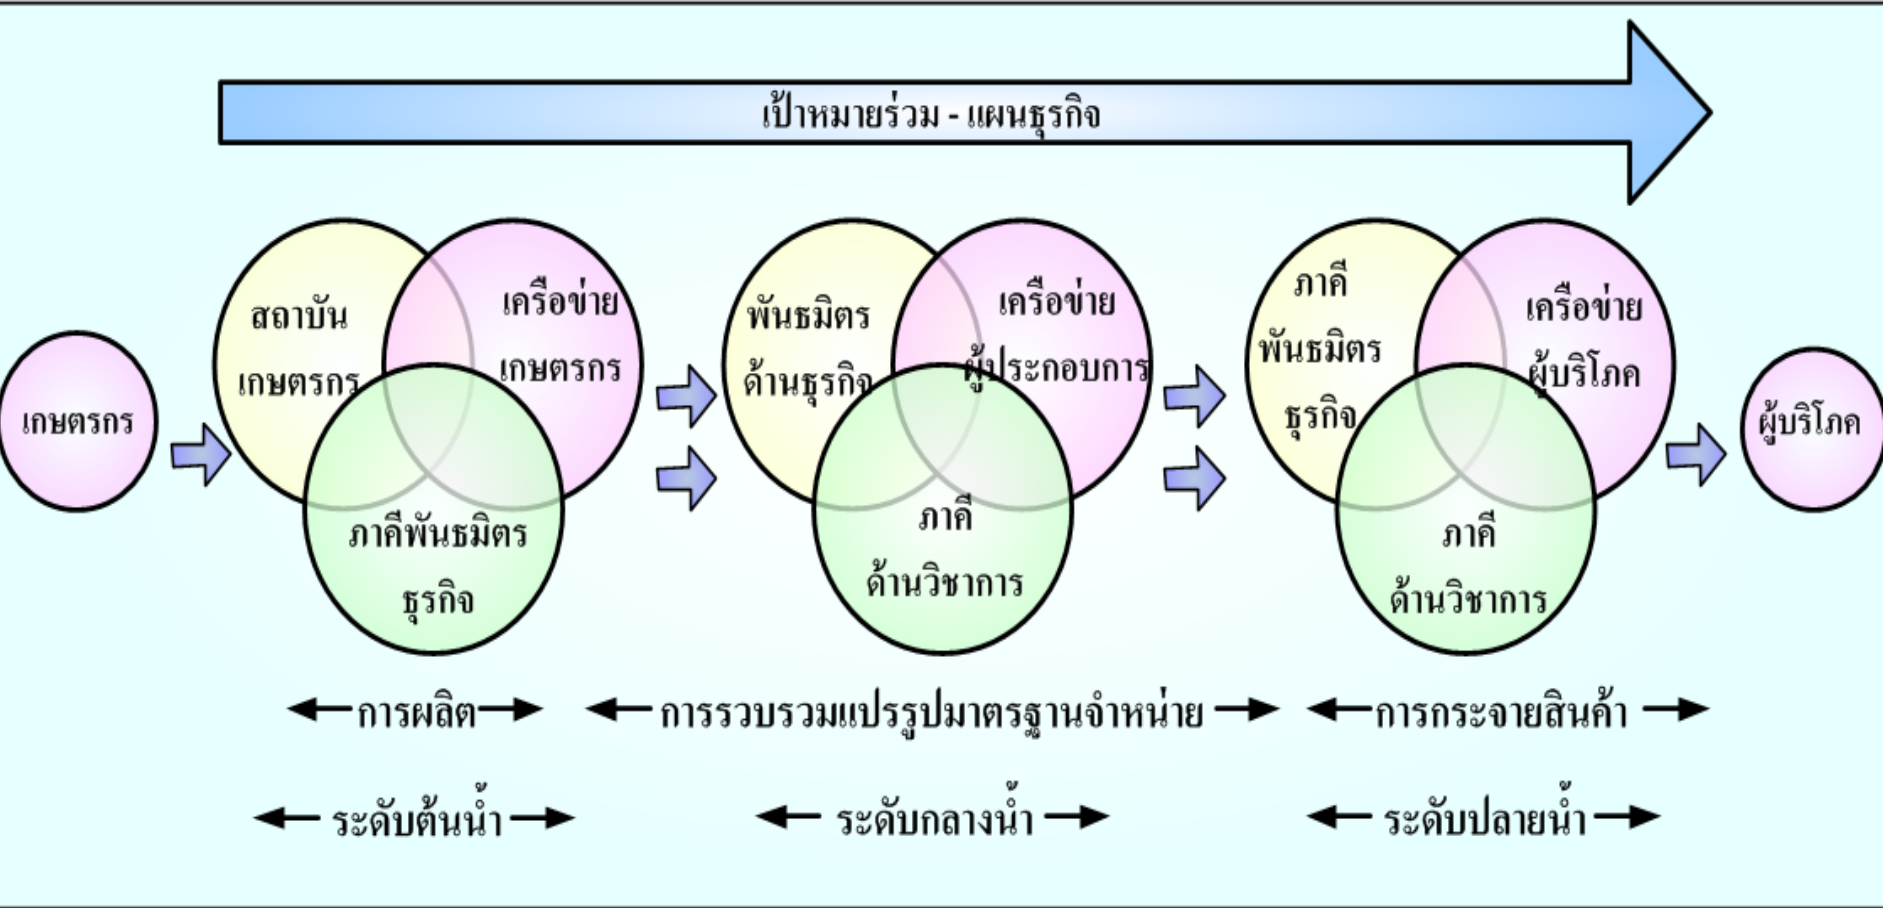 เป้าหมายร่วม - แผนธุรกิจ
เกษตรกร
สถาบัน
เกษตรกร
เครือข่าย
เกษตรกร
ภาคีพันธมิตร
ธุรกิจ
พันธมิตร
ด้านธุรกิจ
เครือข่าย
ผู้ประกอบการ
ภาคี
ด้านวิชาการ
ภาคี
พันธมิตร
ธุรกิจ
เครือข่าย
ผู้บริโภค
ภาคี
ด้านวิชาการ
ผู้บริโภค
การผลิต
การรวบรวมแปรรูปมาตรฐานจำหน่าย
การกระจายสินค้า
ระดับต้นน้ำ
ระดับกลางน้ำ
ระดับปลายน้ำ